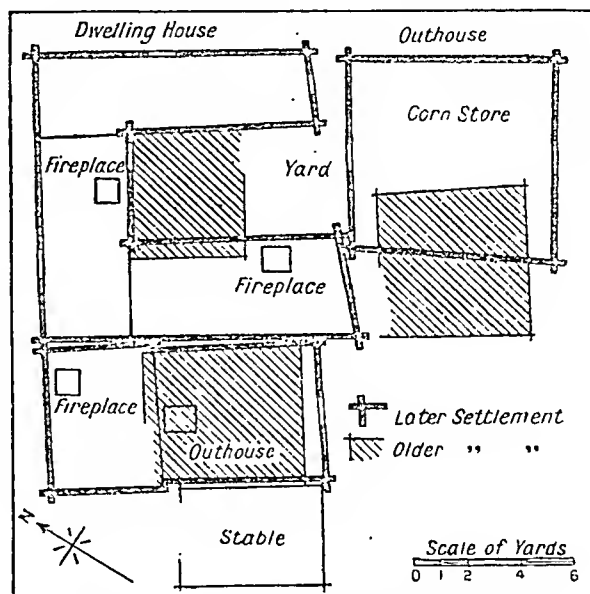 Dwelling House
Outhouse
Corn Store
Fireplace
Yard
Fireplace
Fireplace
Outhouse
Later Settlement
Older " "
Stable
N
Scale of Yards
0 1 2 4 6